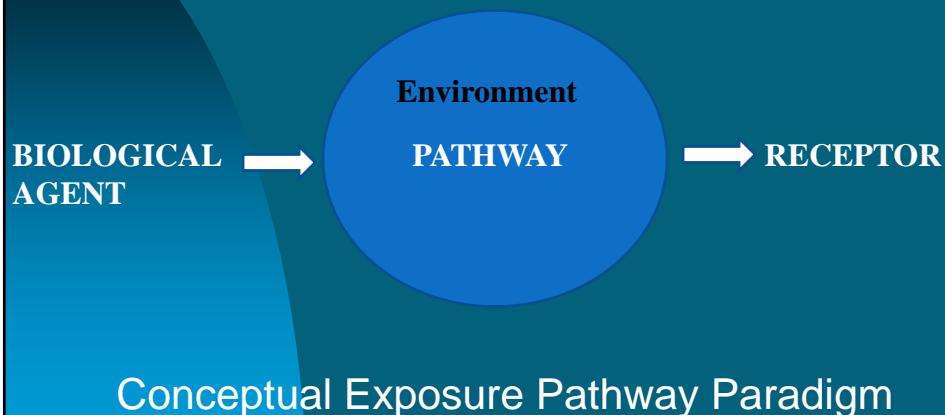 Environment
BIOLOGICAL AGENT
PATHWAY
RECEPTOR
Conceptual Exposure Pathway Paradigm